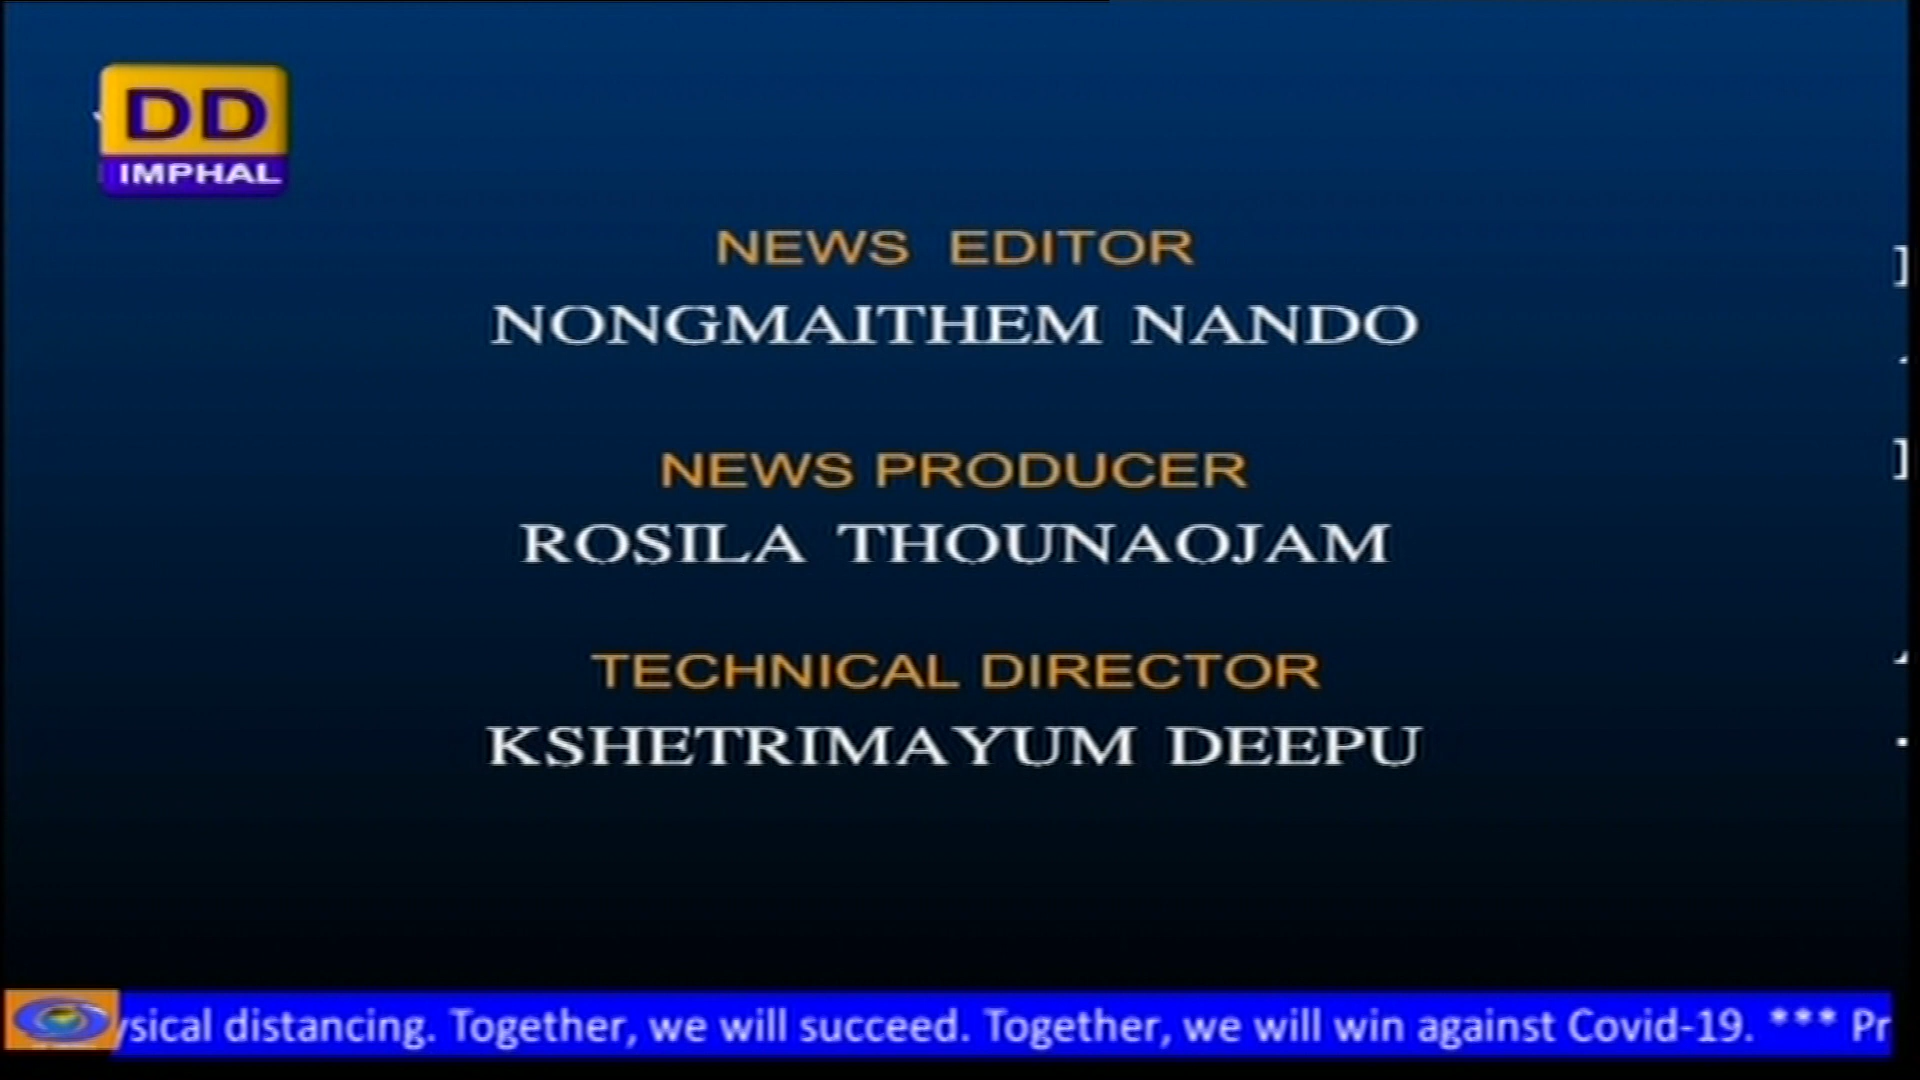 DD
IMPHAL
NEWS EDITOR
NONGMAITHEM NANDO
NEWS PRODUCER
ROSILA THOUNAOJAM
TECHNICAL DIRECTOR
KSHETRIMAYUM DEEPU
ysical distancing. Together, we will succeed. Together, we will win against Covid-19. *** Pr